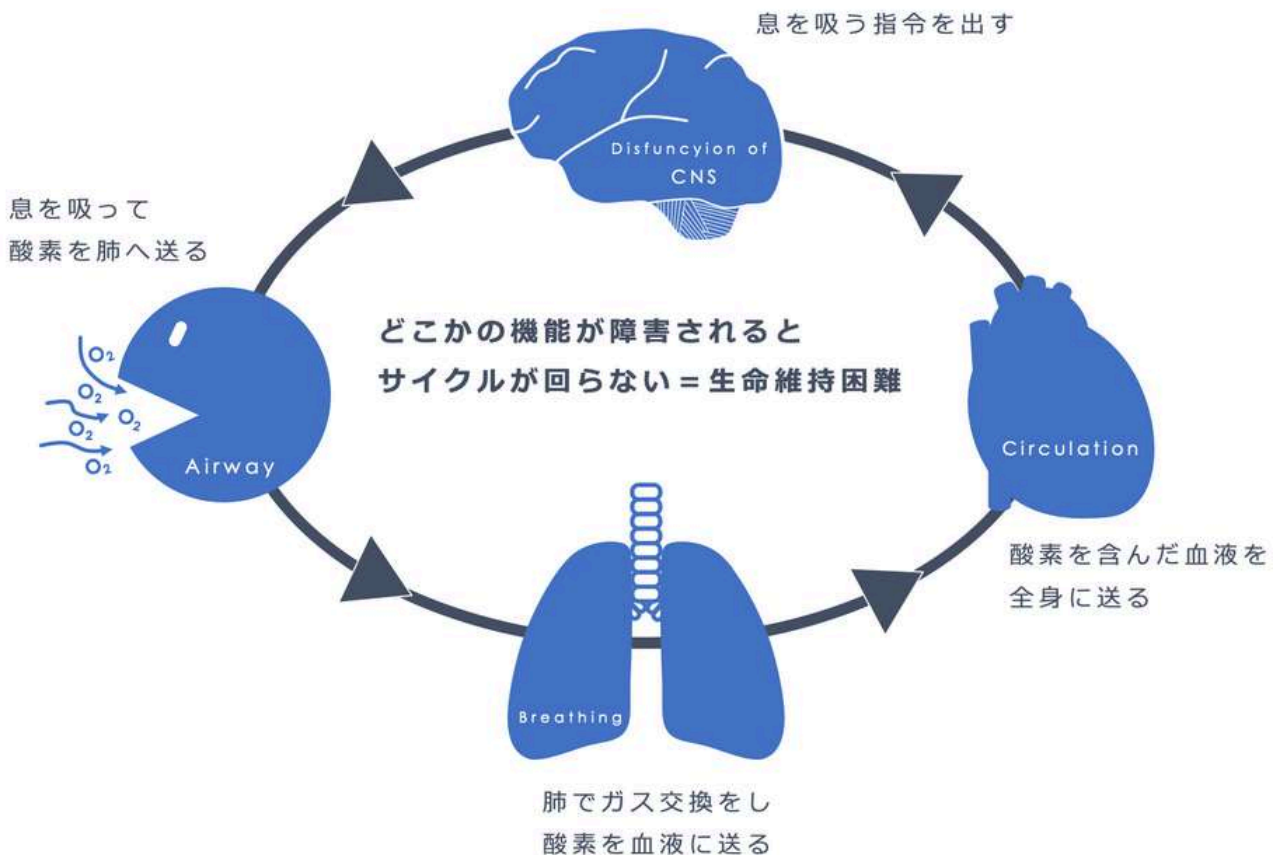 息を吸う指令を出す
Disfuncyion of
CNS
息を吸って
酸素を肺へ送る
どこかの機能が障害されると
サイクルが回らない＝生命維持困難
O₂
O₂
O₂
O₂
O₂
Airway
Circulation
酸素を含んだ血液を
全身に送る
Breathing
肺でガス交換をし
酸素を血液に送る